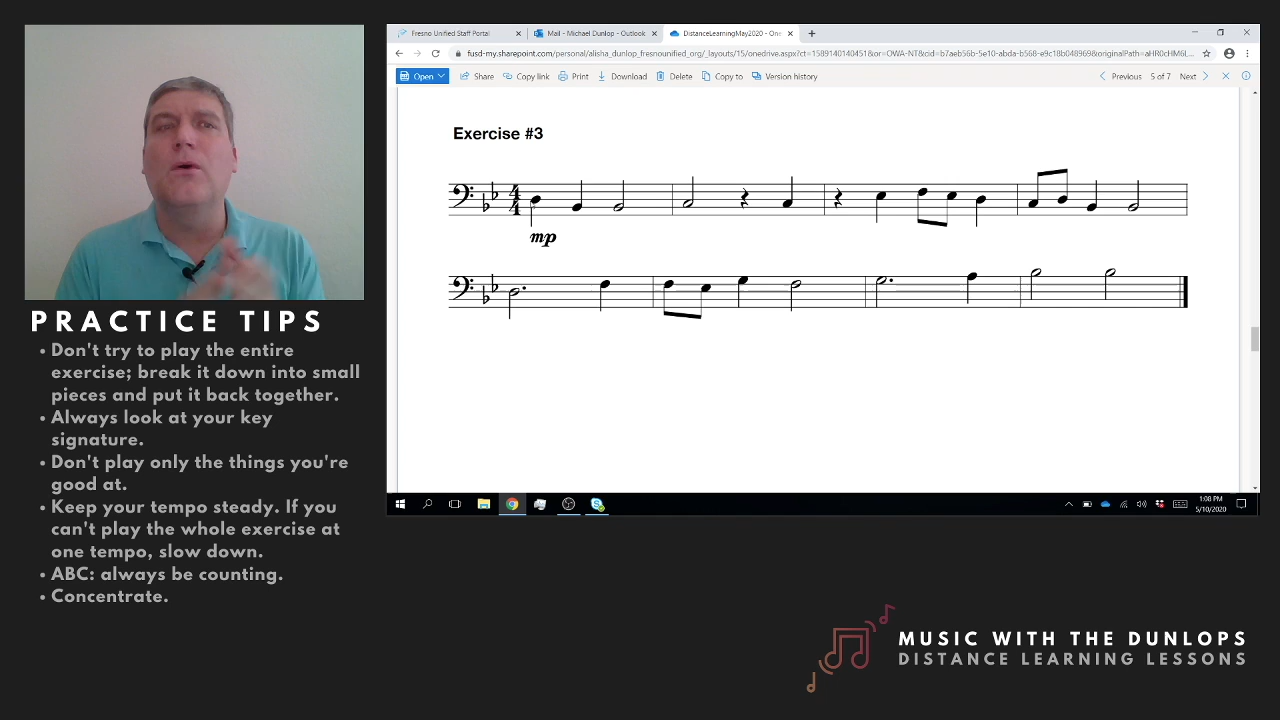 Fresno Unified Staff Portal
Mail - Michael Dunlop - Outlook
DistanceLearningMay2020 - One
Open
Share
Copy link
Print
Download
Delete
Copy to
Version history
Previous
5 of 7
Next
Exercise #3
4
4
mp
1:08 PM
5/10/2020
PRACTICE TIPS
• Don't try to play the entire
exercise; break it down into small
pieces and put it back together.
• Always look at your key
signature.
• Don't play only the things you're
good at.
• Keep your tempo steady. If you
can't play the whole exercise at
one tempo, slow down.
• ABC: always be counting.
• Concentrate.
MUSIC WITH THE DUNLOPS
DISTANCE LEARNING LESSONS